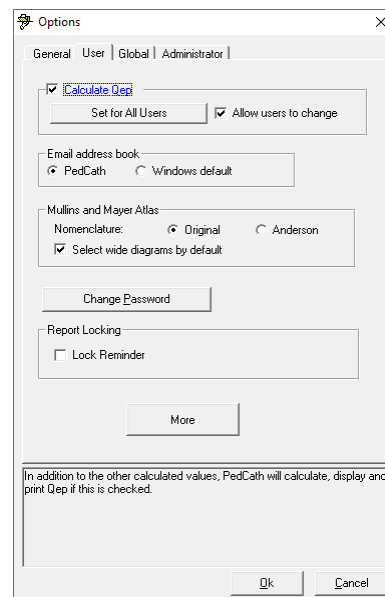 Options
General User Global Administrator
Calculate Qep
Set for All Users Allow users to change
Email address book
PedCath Windows default
Mullins and Mayer Atlas
Nomenclature: Original Anderson
Select wide diagrams by default
Change Password
Report Locking
Lock Reminder
More
In addition to the other calculated values, PedCath will calculate, display and
print Qep if this is checked.
Ok Cancel